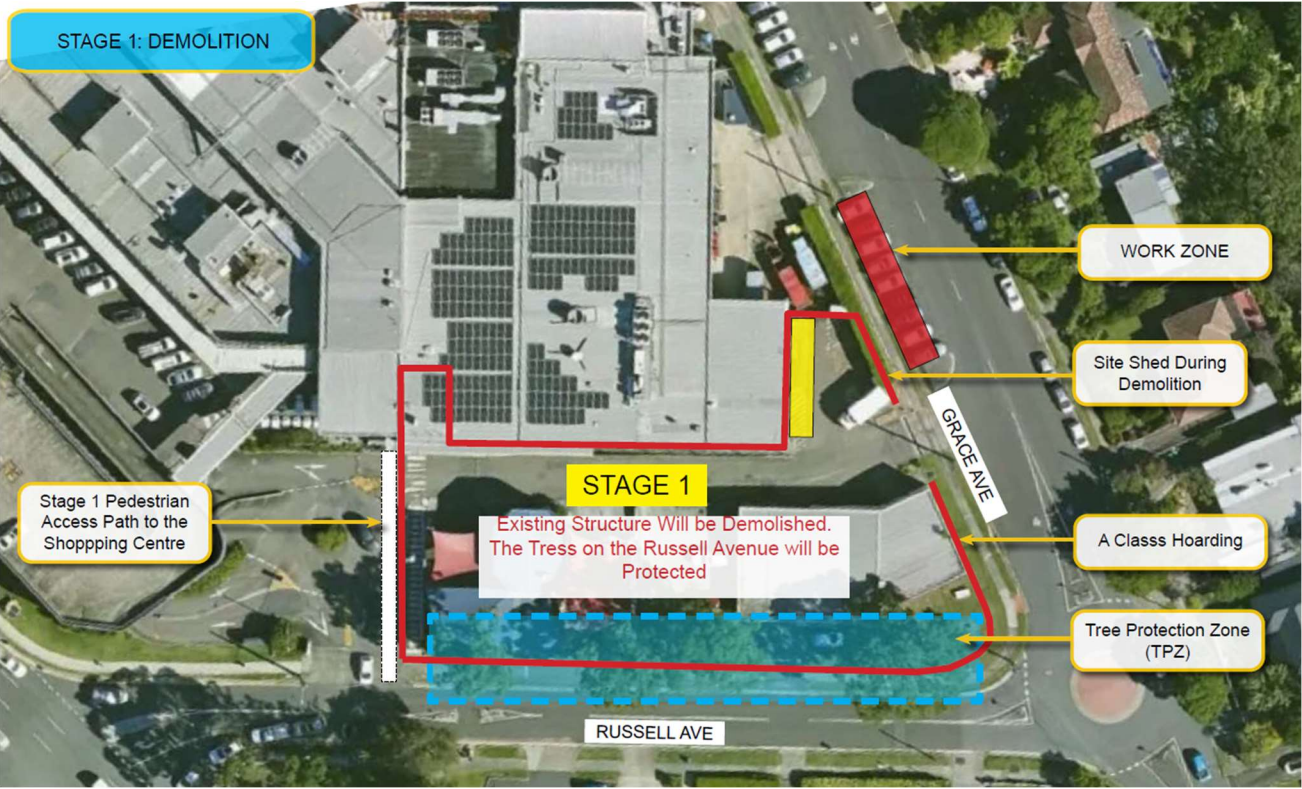 STAGE 1: DEMOLITION
WORK ZONE
Site Shed During
Demolition
GRACE AVE
STAGE 1
Existing Structure Will be Demolished.
The Tress on the Russell Avenue will be
Protected
Stage 1 Pedestrian
Access Path to the
Shoppping Centre
A Classs Hoarding
Tree Protection Zone
(TPZ)
RUSSELL AVE